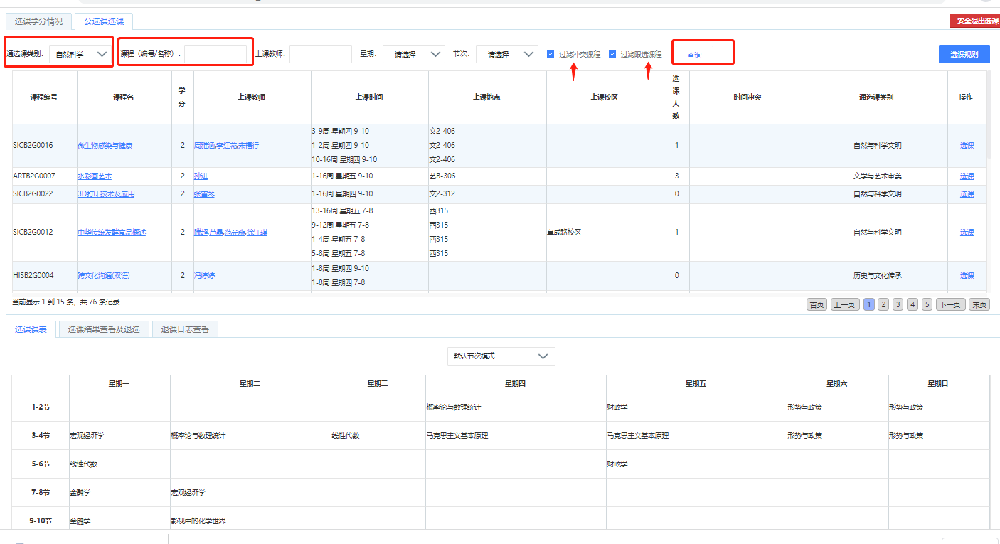 选课学分情况 公选课选课 安全退出选课
通选课类别: 自然科学 课程（编号/名称）: 上课教师: 星期: --请选择-- 节次: --请选择-- 过滤冲突课程 过滤限选课程 查询 选课规则
课程编号 课程名 学分 上课教师 上课时间 上课地点 上课校区 选课人数 时间冲突 通选课类别 操作
3-9周 星期四 9-10 文2-406
SICB2G0016 微生物感染与健康 2 周雅涵,李红花,宋福行 1-2周 星期四 9-10 文2-406 1 自然与科学文明 选课
10-16周 星期四 9-10 文2-406
ARTB2G0007 水彩画艺术 2 孙进 1-16周 星期五 9-10 艺B-306 3 文学与艺术审美 选课
SICB2G0022 3D打印技术及应用 2 张雪琴 1-16周 星期四 9-10 文2-312 0 自然与科学文明 选课
13-16周 星期五 7-8 西315
9-12周 星期五 7-8 西315
SICB2G0012 中华传统发酵食品概述 2 滕超,芦晶,范光森,徐江琪 阜成路校区 1 自然与科学文明 选课
1-4周 星期五 7-8 西315
5-8周 星期五 7-8 西315
1-8周 星期四 9-10
HISB2G0004 跨文化沟通(双语) 2 冯婷婷 0 历史与文化传承 选课
1-8周 星期四 7-8
当前显示 1 到 15 条，共 76 条记录 首页 上一页 1 2 3 4 5 下一页 末页
选课课表 选课结果查看及退选 退课日志查看
默认节次模式
星期一 星期二 星期三 星期四 星期五 星期六 星期日
1-2节 概率论与数理统计 财政学 形势与政策 形势与政策
3-4节 宏观经济学 概率论与数理统计 线性代数 马克思主义基本原理 马克思主义基本原理 形势与政策 形势与政策
5-6节 线性代数 财政学
7-8节 金融学 宏观经济学
9-10节 金融学 影视中的化学世界